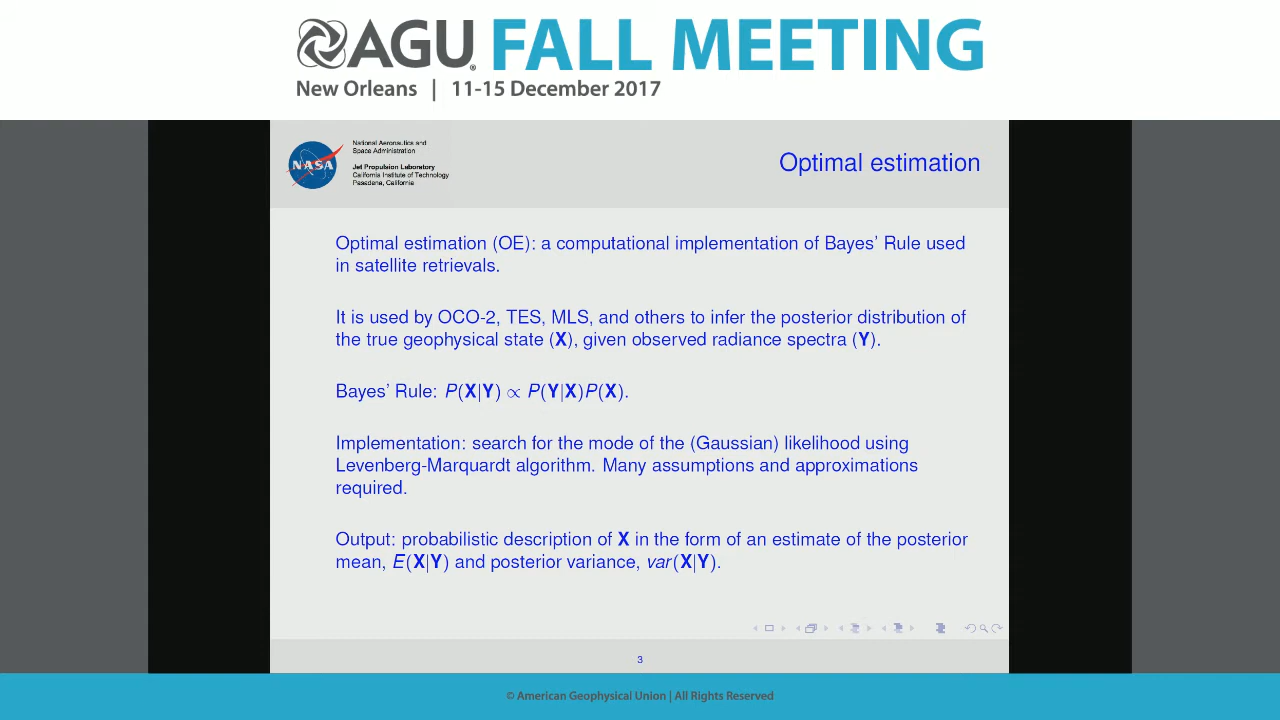 AGU FALL MEETING
New Orleans | 11-15 December 2017
NASA
National Aeronautics and
Space Administration
Jet Propulsion Laboratory
California Institute of Technology
Pasadena, California
Optimal estimation
Optimal estimation (OE): a computational implementation of Bayes' Rule used
in satellite retrievals.
It is used by OCO-2, TES, MLS, and others to infer the posterior distribution of
the true geophysical state (X), given observed radiance spectra (Y).
Bayes' Rule: P(X|Y) ∝ P(Y|X)P(X).
Implementation: search for the mode of the (Gaussian) likelihood using
Levenberg-Marquardt algorithm. Many assumptions and approximations
required.
Output: probabilistic description of X in the form of an estimate of the posterior
mean, E(X|Y) and posterior variance, var(X|Y).
3
© American Geophysical Union | All Rights Reserved